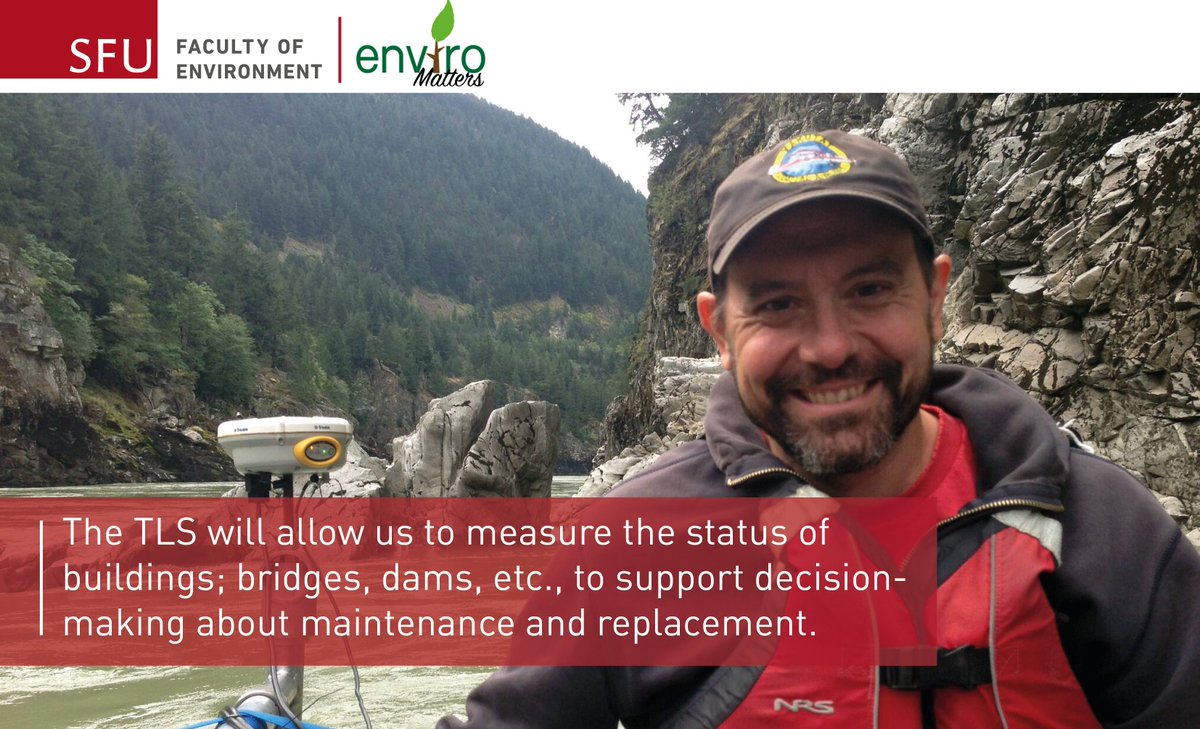 SFU
FACULTY OF
ENVIRONMENT
enviro
Matters
The TLS will allow us to measure the status of
buildings; bridges, dams, etc., to support decision-
making about maintenance and replacement.
NRS